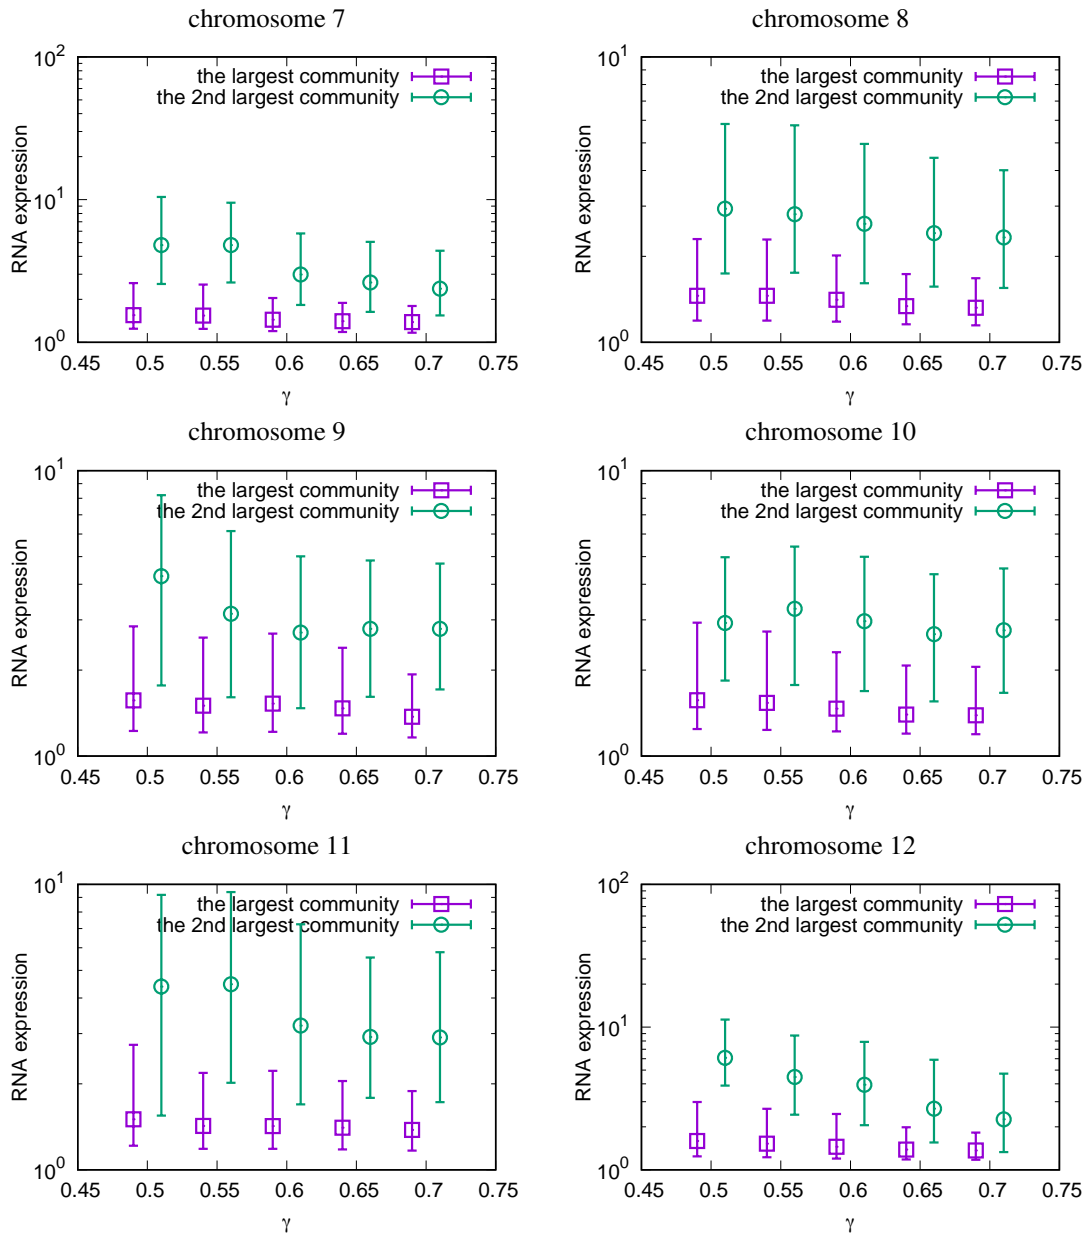 chromosome 7
10^2
10^1
10^0
RNA expression
the largest community
the 2nd largest community
0.45 0.5 0.55 0.6 0.65 0.7 0.75
γ
chromosome 8
10^1
10^0
RNA expression
the largest community
the 2nd largest community
0.45 0.5 0.55 0.6 0.65 0.7 0.75
γ
chromosome 9
10^1
10^0
RNA expression
the largest community
the 2nd largest community
0.45 0.5 0.55 0.6 0.65 0.7 0.75
γ
chromosome 10
10^1
10^0
RNA expression
the largest community
the 2nd largest community
0.45 0.5 0.55 0.6 0.65 0.7 0.75
γ
chromosome 11
10^1
10^0
RNA expression
the largest community
the 2nd largest community
0.45 0.5 0.55 0.6 0.65 0.7 0.75
γ
chromosome 12
10^2
10^1
10^0
RNA expression
the largest community
the 2nd largest community
0.45 0.5 0.55 0.6 0.65 0.7 0.75
γ